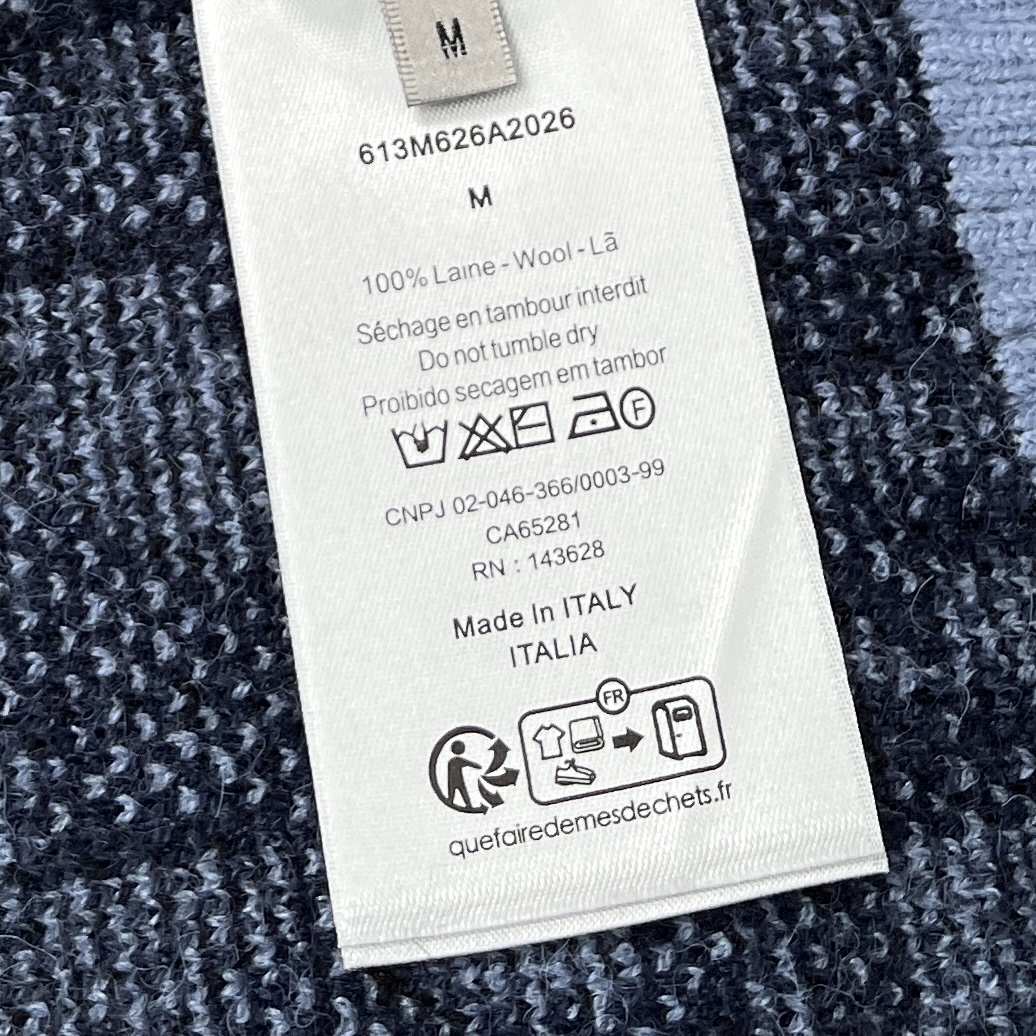 M
613M626A2026
M
100% Laine - Wool - Lã
Séchage en tambour interdit
Do not tumble dry
Proibido secagem em tambor
F
CNPJ 02-046-366/0003-99
CA65281
RN : 143628
Made In ITALY
ITALIA
FR
quefairedemesdechets.fr